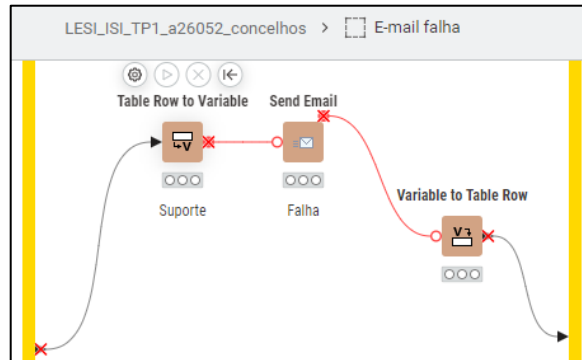 LESI_ISI_TP1_a26052_concelhos > E-mail falha
Table Row to Variable
Send Email
Suporte
Falha
Variable to Table Row